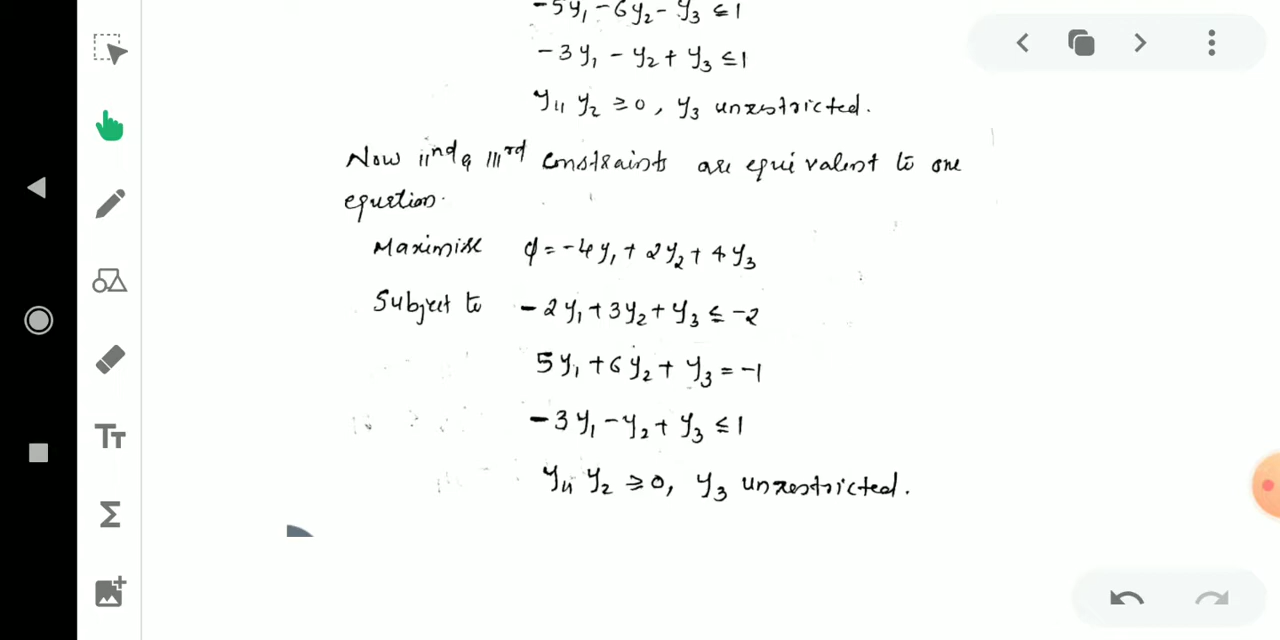 -5y₁ - 6y₂ - y₃ ≤ 1
-3y₁ - y₂ + y₃ ≤ 1
y₁, y₂ ≥ 0, y₃ unrestricted.
Now iind & IIIrd constraints are equivalent to one
equetion.
Maximise φ = -4y₁ + 2y₂ + 4y₃
Subject to -2y₁ + 3y₂ + y₃ ≤ -2
5y₁ + 6y₂ + y₃ = -1
-3y₁ - y₂ + y₃ ≤ 1
y₁, y₂ ≥ 0, y₃ unrestricted.